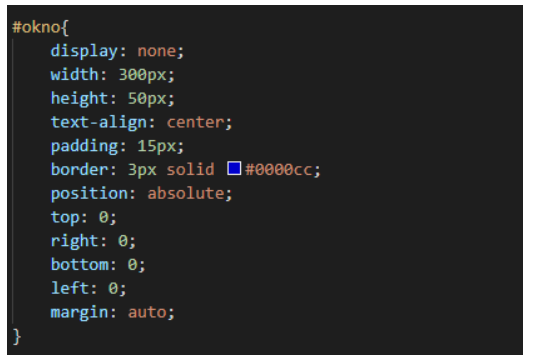 #okno{
display: none;
width: 300px;
height: 50px;
text-align: center;
padding: 15px;
border: 3px solid #0000cc;
position: absolute;
top: 0;
right: 0;
bottom: 0;
left: 0;
margin: auto;
}